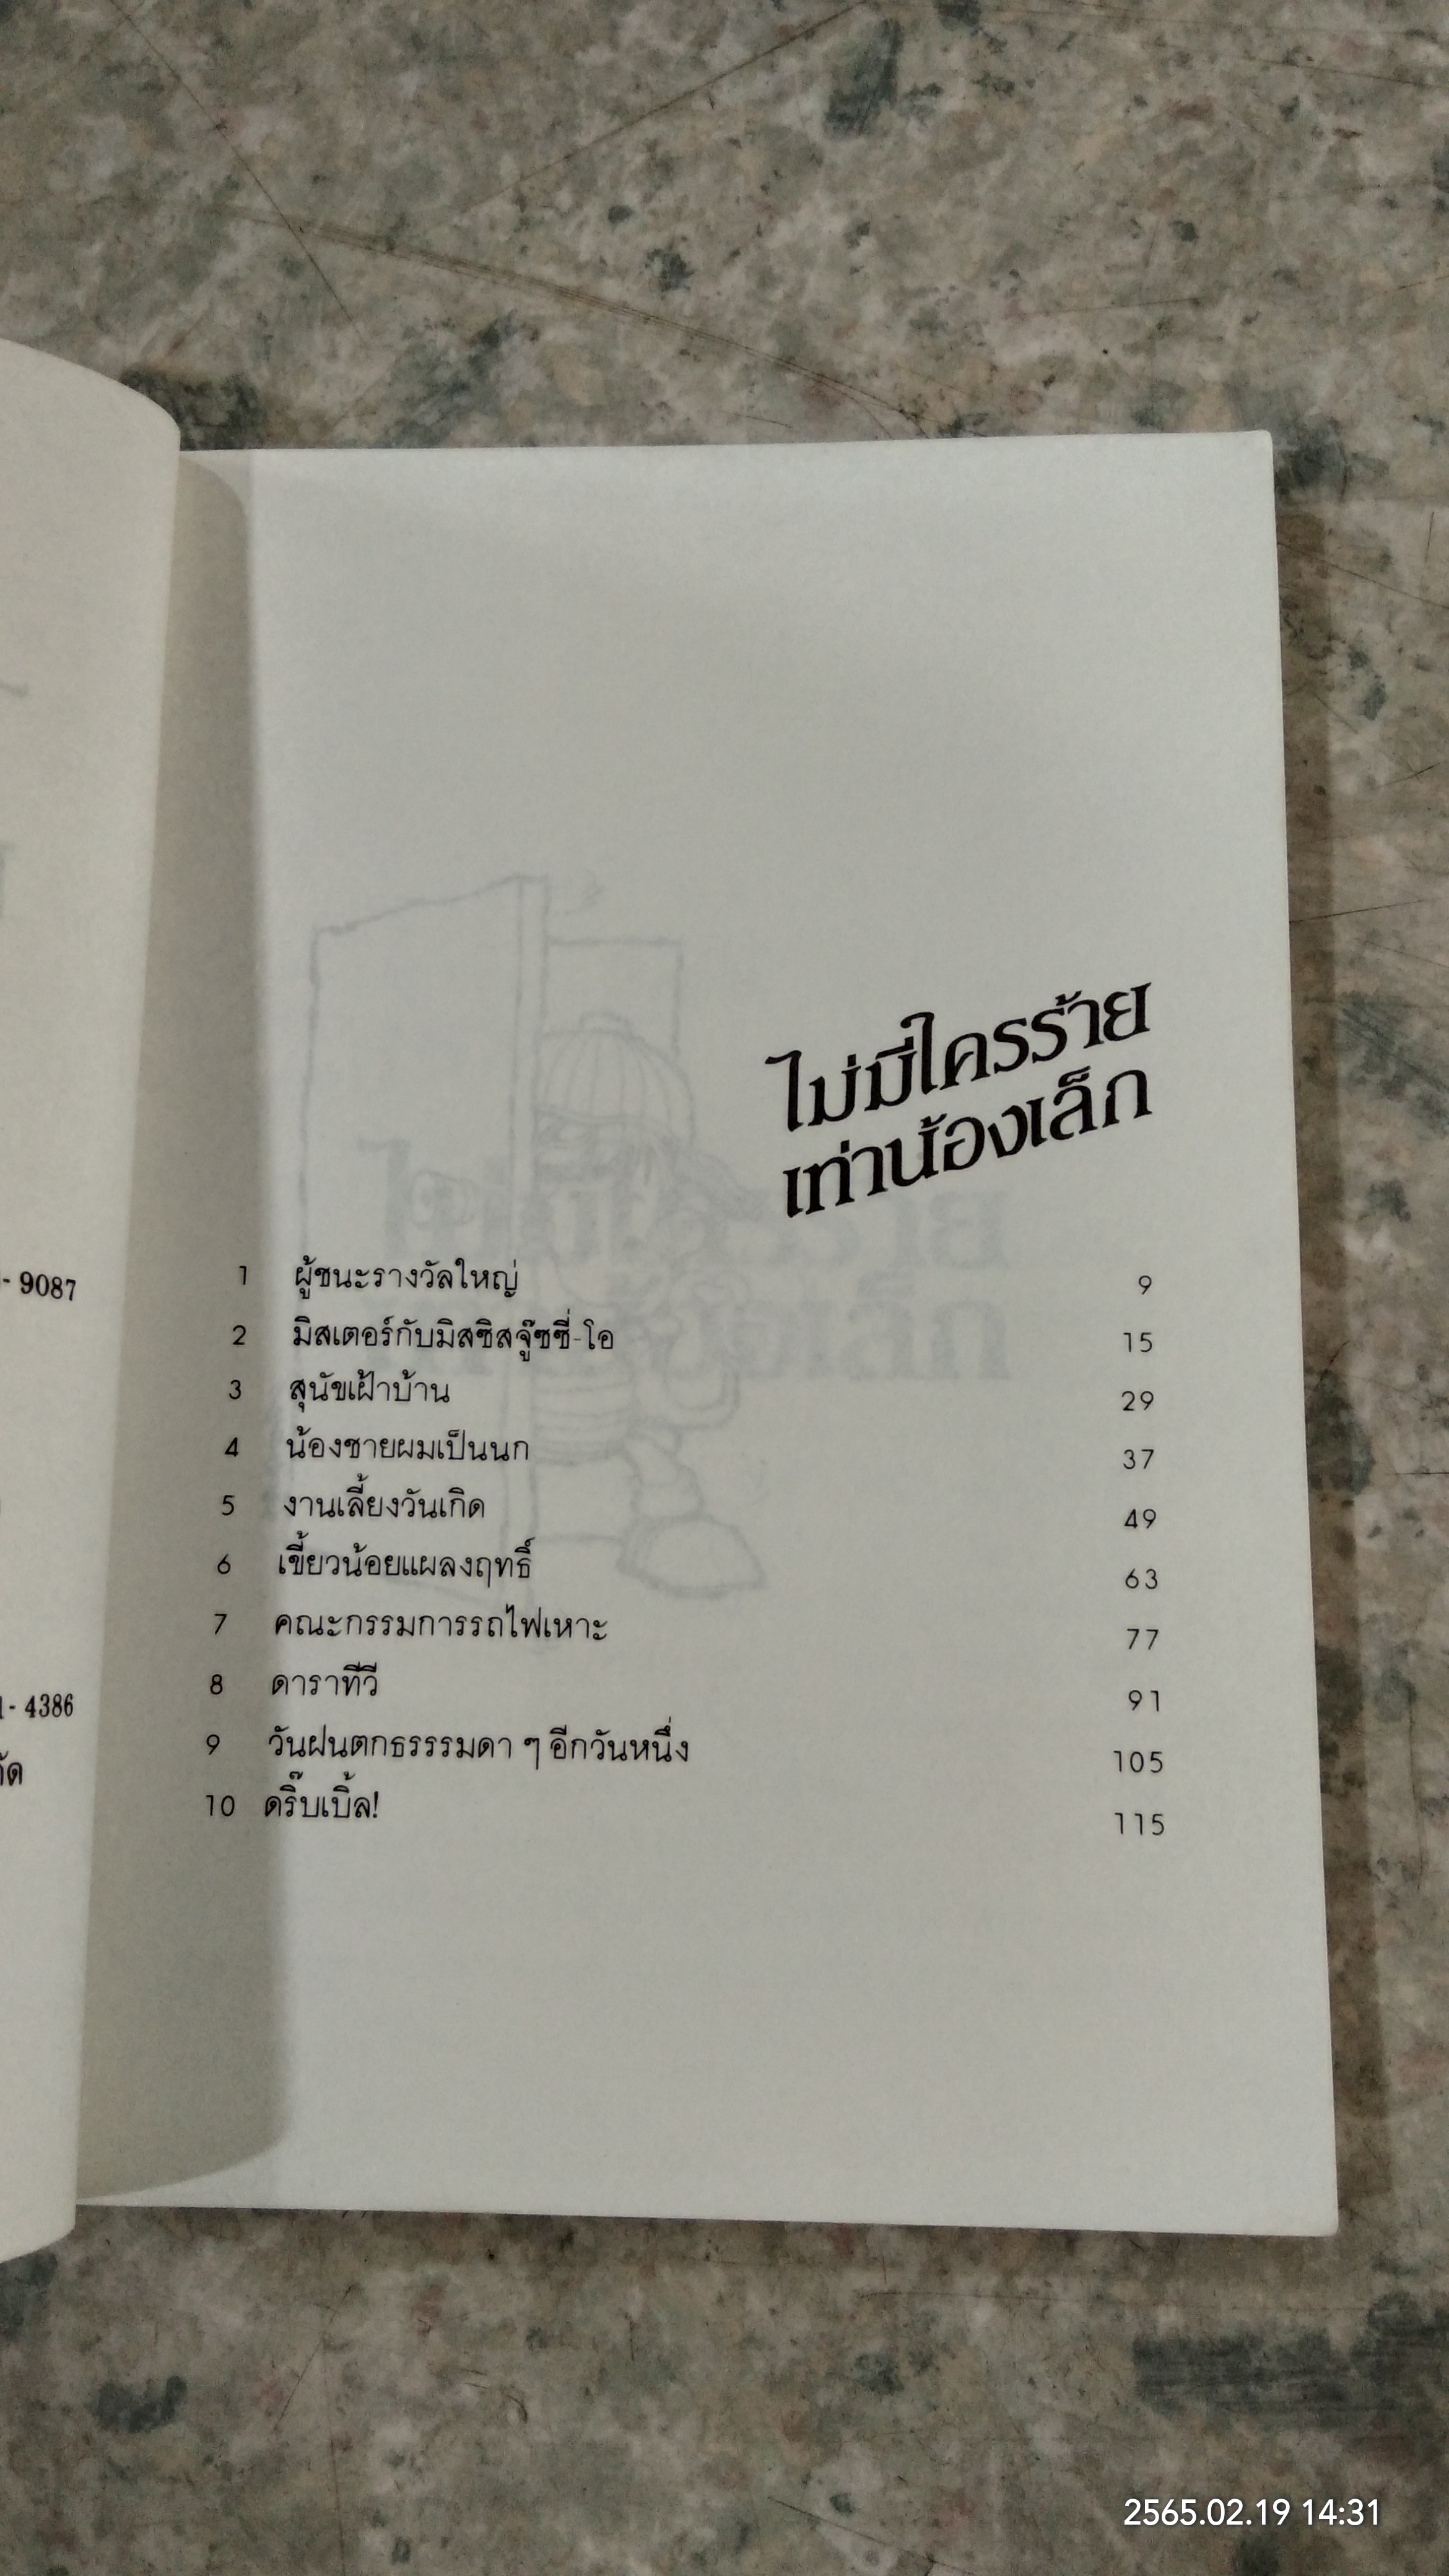 ไม่มีใครร้าย
เท่าน้องเล็ก
1 ผู้ชนะรางวัลใหญ่ 9
2 มิสเตอร์กับมิสซิสจู๊ซซี่-โอ 15
3 สุนัขเฝ้าบ้าน 29
4 น้องชายผมเป็นนก 37
5 งานเลี้ยงวันเกิด 49
6 เขี้ยวน้อยแผลงฤทธิ์ 63
7 คณะกรรมการรถไฟเหาะ 77
8 ดาราทีวี 91
9 วันฝนตกธรรรมดา ๆ อีกวันหนึ่ง 105
10 ดริ๊บเบิ้ล! 115
- 9087
- 4386
2565.02.19 14:31